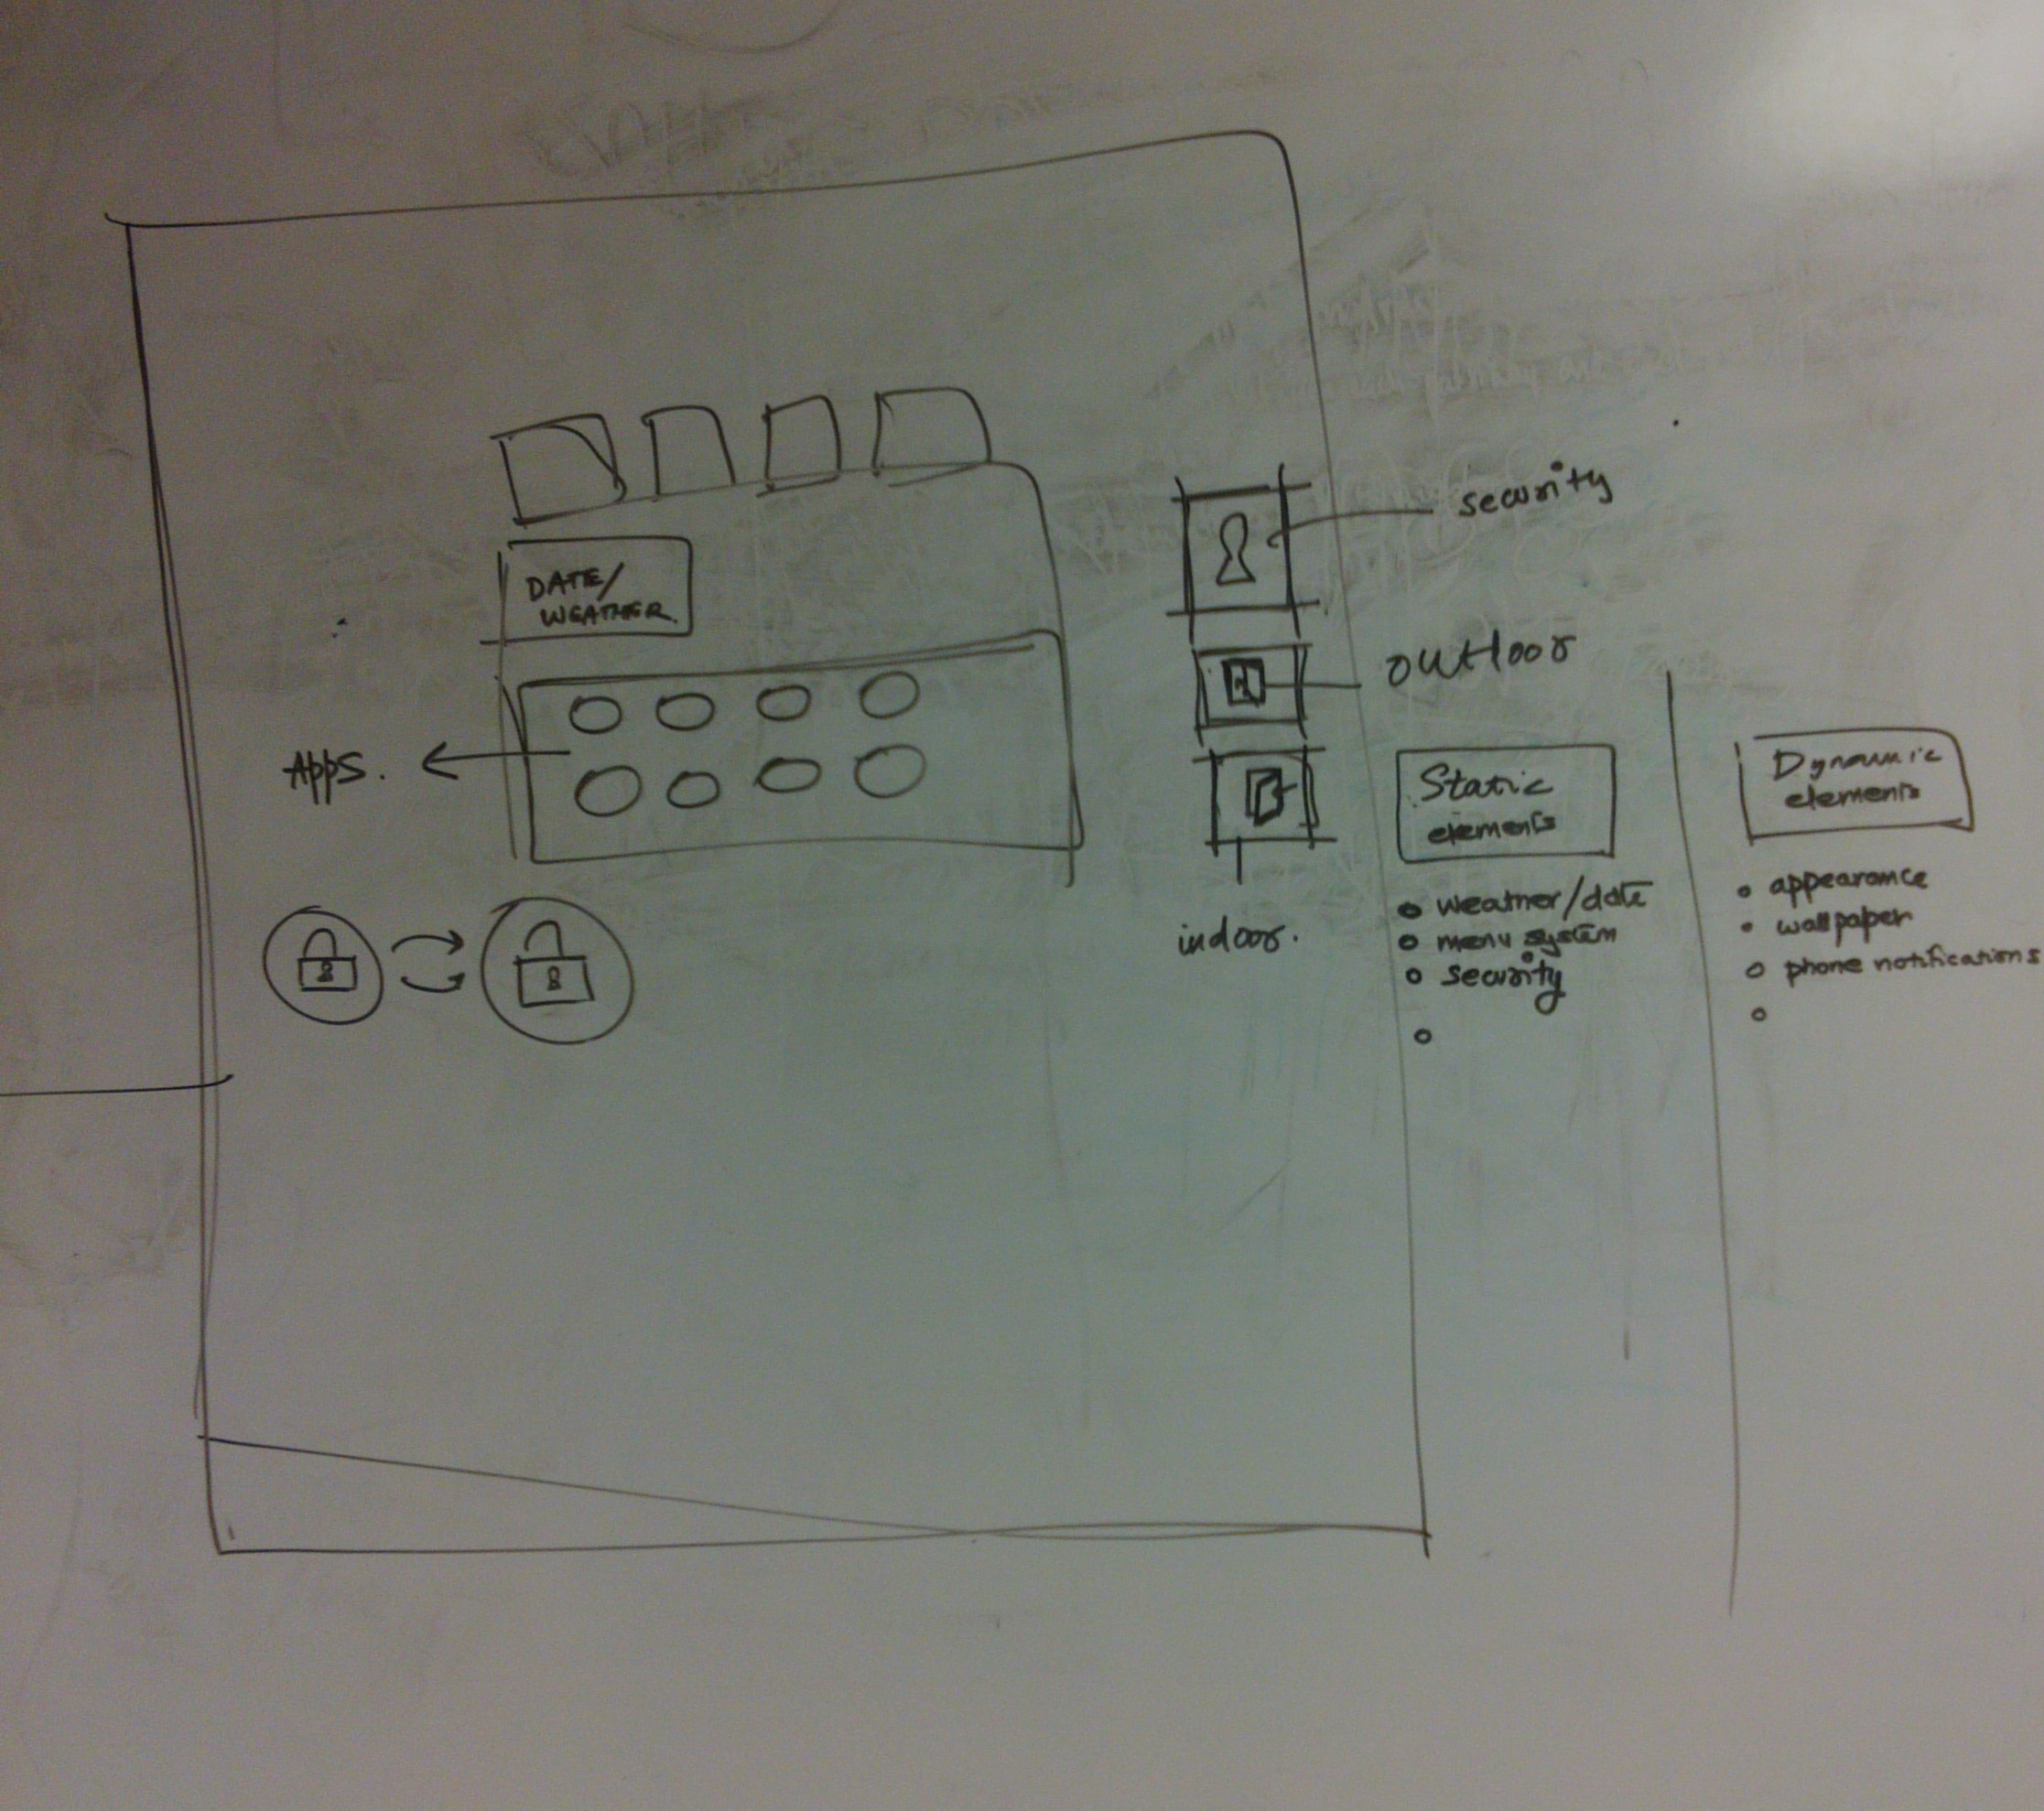 security
DATE/
WEATHER
outdoor
Apps.
indoor.
Static
elements
• weather/date
• menu system
• security
•
Dynamic
elements
• appearance
• wallpaper
• phone notifications
•